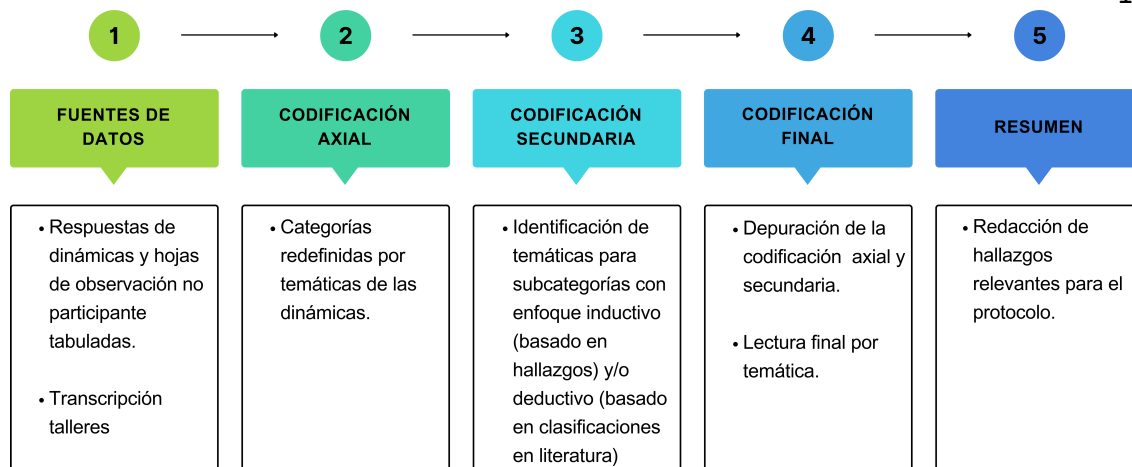 1
2
3
4
5
FUENTES DE
DATOS
CODIFICACIÓN
AXIAL
CODIFICACIÓN
SECUNDARIA
CODIFICACIÓN
FINAL
RESUMEN
• Respuestas de
dinámicas y hojas
de observación no
participante
tabuladas.
• Transcripción
talleres
• Categorías
redefinidas por
temáticas de las
dinámicas.
• Identificación de
temáticas para
subcategorías con
enfoque inductivo
(basado en
hallazgos) y/o
deductivo (basado
en clasificaciones
en literatura)
• Depuración de la
codificación axial y
secundaria.
• Lectura final por
temática.
• Redacción de
hallazgos
relevantes para el
protocolo.